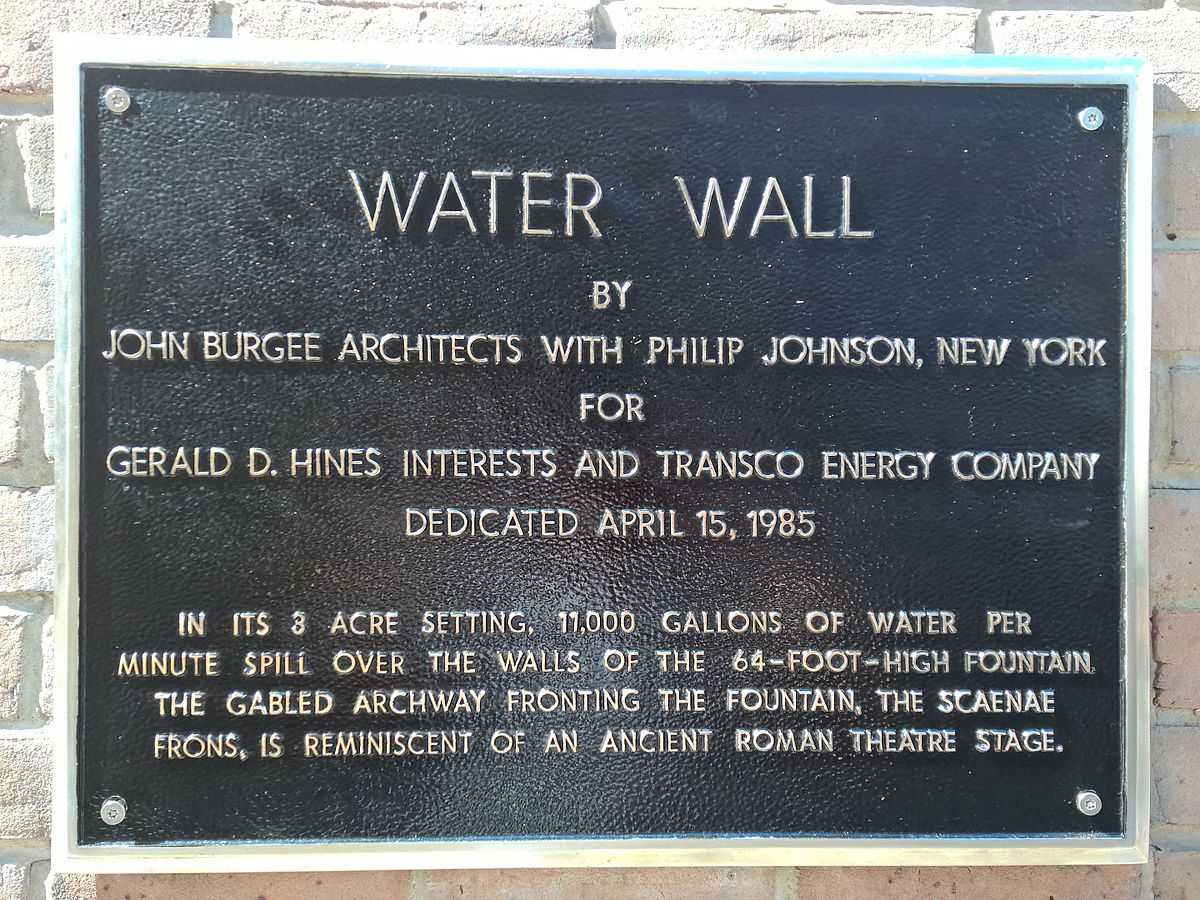 WATER WALL
BY
JOHN BURGEE ARCHITECTS WITH PHILIP JOHNSON, NEW YORK
FOR
GERALD D. HINES INTERESTS AND TRANSCO ENERGY COMPANY
DEDICATED APRIL 15, 1985
IN ITS 3 ACRE SETTING, 11,000 GALLONS OF WATER PER
MINUTE SPILL OVER THE WALLS OF THE 64-FOOT-HIGH FOUNTAIN.
THE GABLED ARCHWAY FRONTING THE FOUNTAIN, THE SCAENAE
FRONS, IS REMINISCENT OF AN ANCIENT ROMAN THEATRE STAGE.